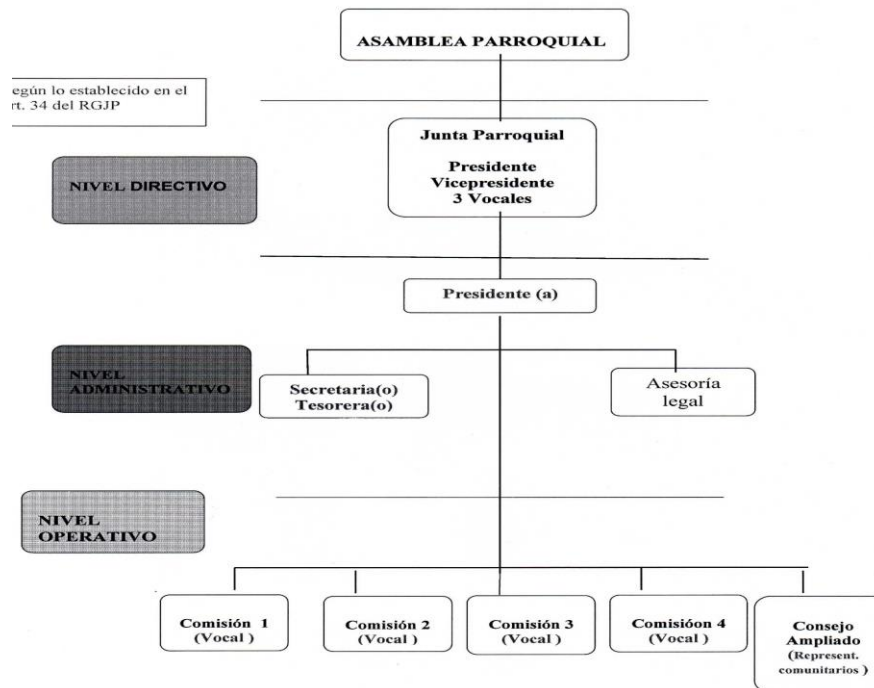 ASAMBLEA PARROQUIAL
egún lo establecido en el
rt. 34 del RGJP
Junta Parroquial
Presidente
Vicepresidente
3 Vocales
NIVEL DIRECTIVO
Presidente (a)
NIVEL
ADMINISTRATIVO
Secretaria(o)
Tesorera(o)
Asesoría
legal
NIVEL
OPERATIVO
Comisión 1
(Vocal )
Comisión 2
(Vocal )
Comisión 3
(Vocal )
Comisióon 4
(Vocal )
Consejo
Ampliado
(Represent.
comunitarios )